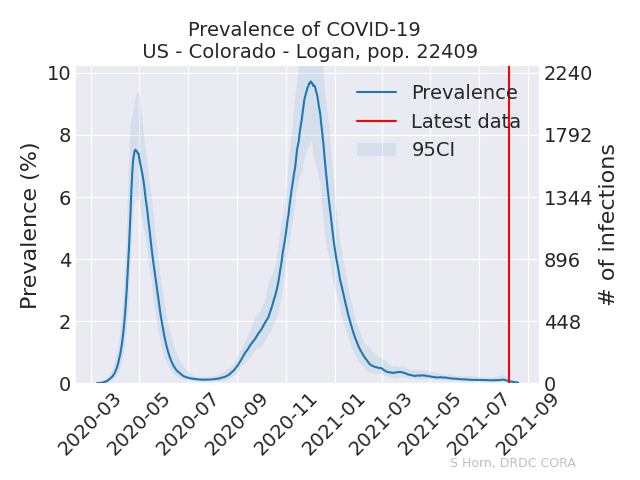 Prevalence of COVID-19
US - Colorado - Logan, pop. 22409
Prevalence (%)
10
8
6
4
2
0
Prevalence
Latest data
95CI
2240
1792
1344
896
448
0
# of infections
2020-03
2020-05
2020-07
2020-09
2020-11
2021-01
2021-03
2021-05
2021-07
2021-09
S Horn, DRDC CORA